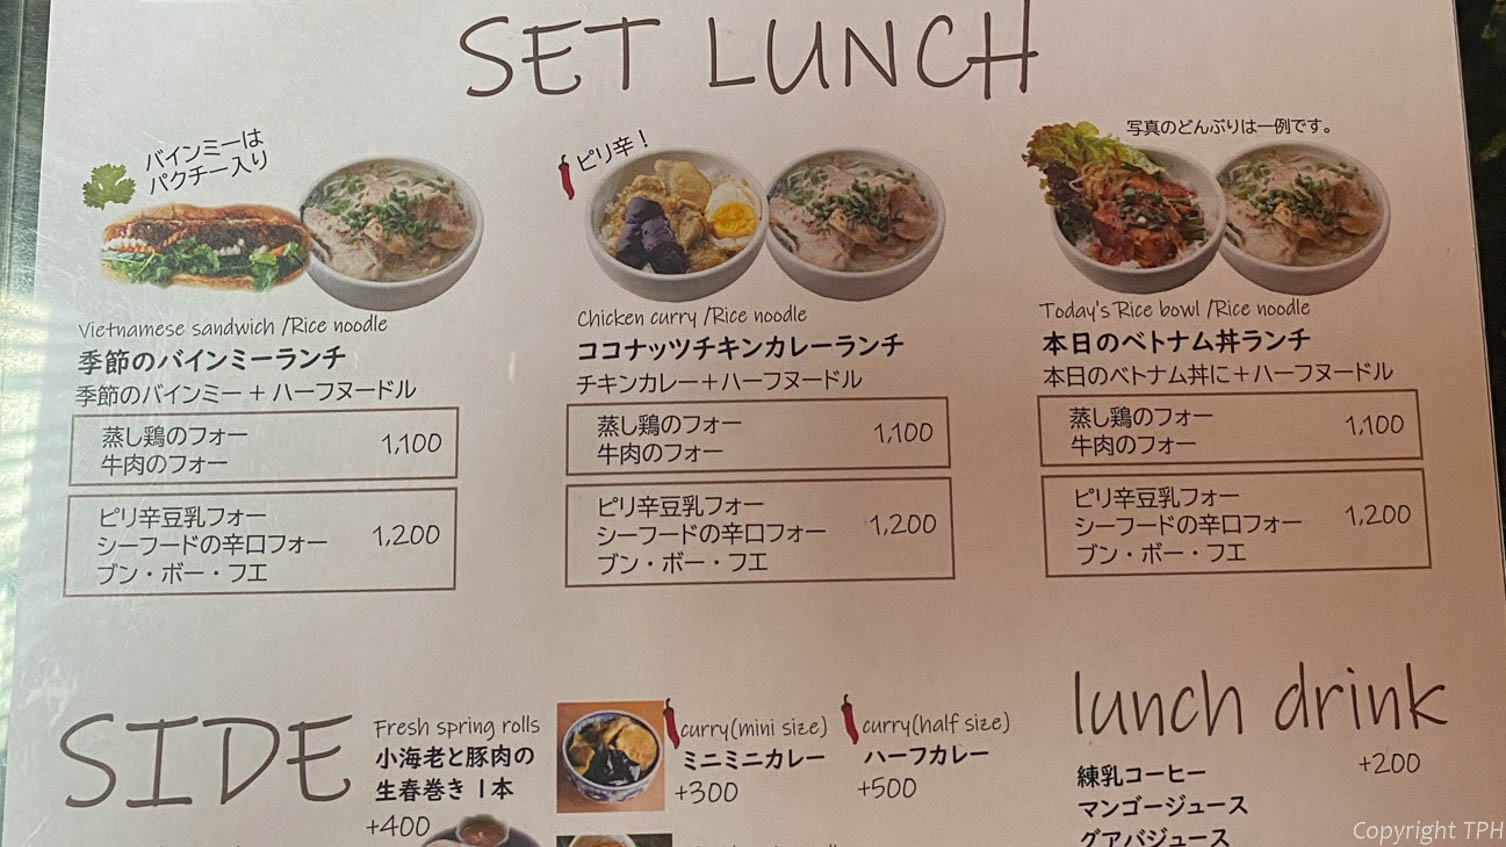 SET LUNCH
バインミーは
パクチー入り
Vietnamese sandwich /Rice noodle
季節のバインミーランチ
季節のバインミー + ハーフヌードル
蒸し鶏のフォー
牛肉のフォー
1,100
ピリ辛豆乳フォー
シーフードの辛口フォー
ブン・ボー・フエ
1,200
ピリ辛!
Chicken curry /Rice noodle
ココナッツチキンカレーランチ
チキンカレー+ハーフヌードル
蒸し鶏のフォー
牛肉のフォー
1,100
ピリ辛豆乳フォー
シーフードの辛口フォー
ブン・ボー・フエ
1,200
写真のどんぶりは一例です。
Today's Rice bowl /Rice noodle
本日のベトナム丼ランチ
本日のベトナム丼に+ハーフヌードル
蒸し鶏のフォー
牛肉のフォー
1,100
ピリ辛豆乳フォー
シーフードの辛口フォー
ブン・ボー・フエ
1,200
SIDE
Fresh spring rolls
小海老と豚肉の
生春巻き 1本
+400
curry(mini size)
ミニミニカレー
+300
curry(half size)
ハーフカレー
+500
lunch drink
+200
練乳コーヒー
マンゴージュース
グアバジュース
Copyright TPH